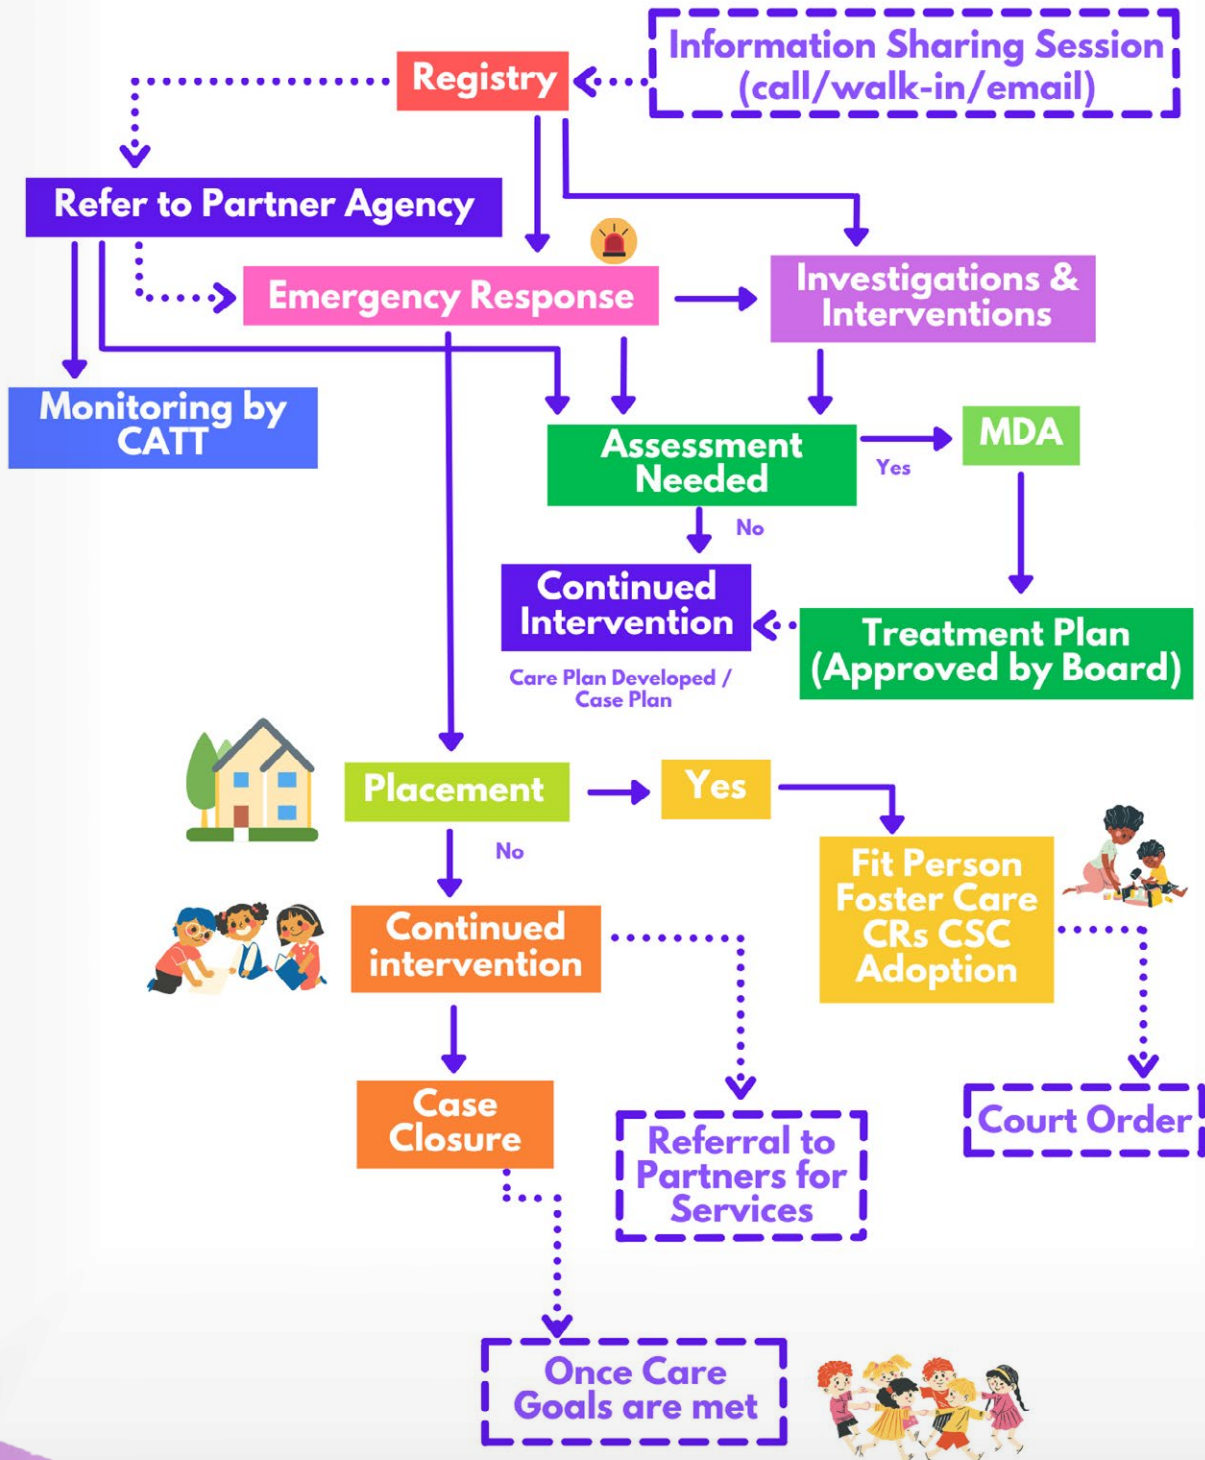 Information Sharing Session
(call/walk-in/email)
Registry
Refer to Partner Agency
Emergency Response
Investigations &
Interventions
Monitoring by
CATT
Assessment
Needed
Yes
MDA
No
Continued
Intervention
Care Plan Developed /
Case Plan
Treatment Plan
(Approved by Board)
Placement
Yes
No
Fit Person
Foster Care
CRs CSC
Adoption
Continued
intervention
Case
Closure
Referral to
Partners for
Services
Court Order
Once Care
Goals are met